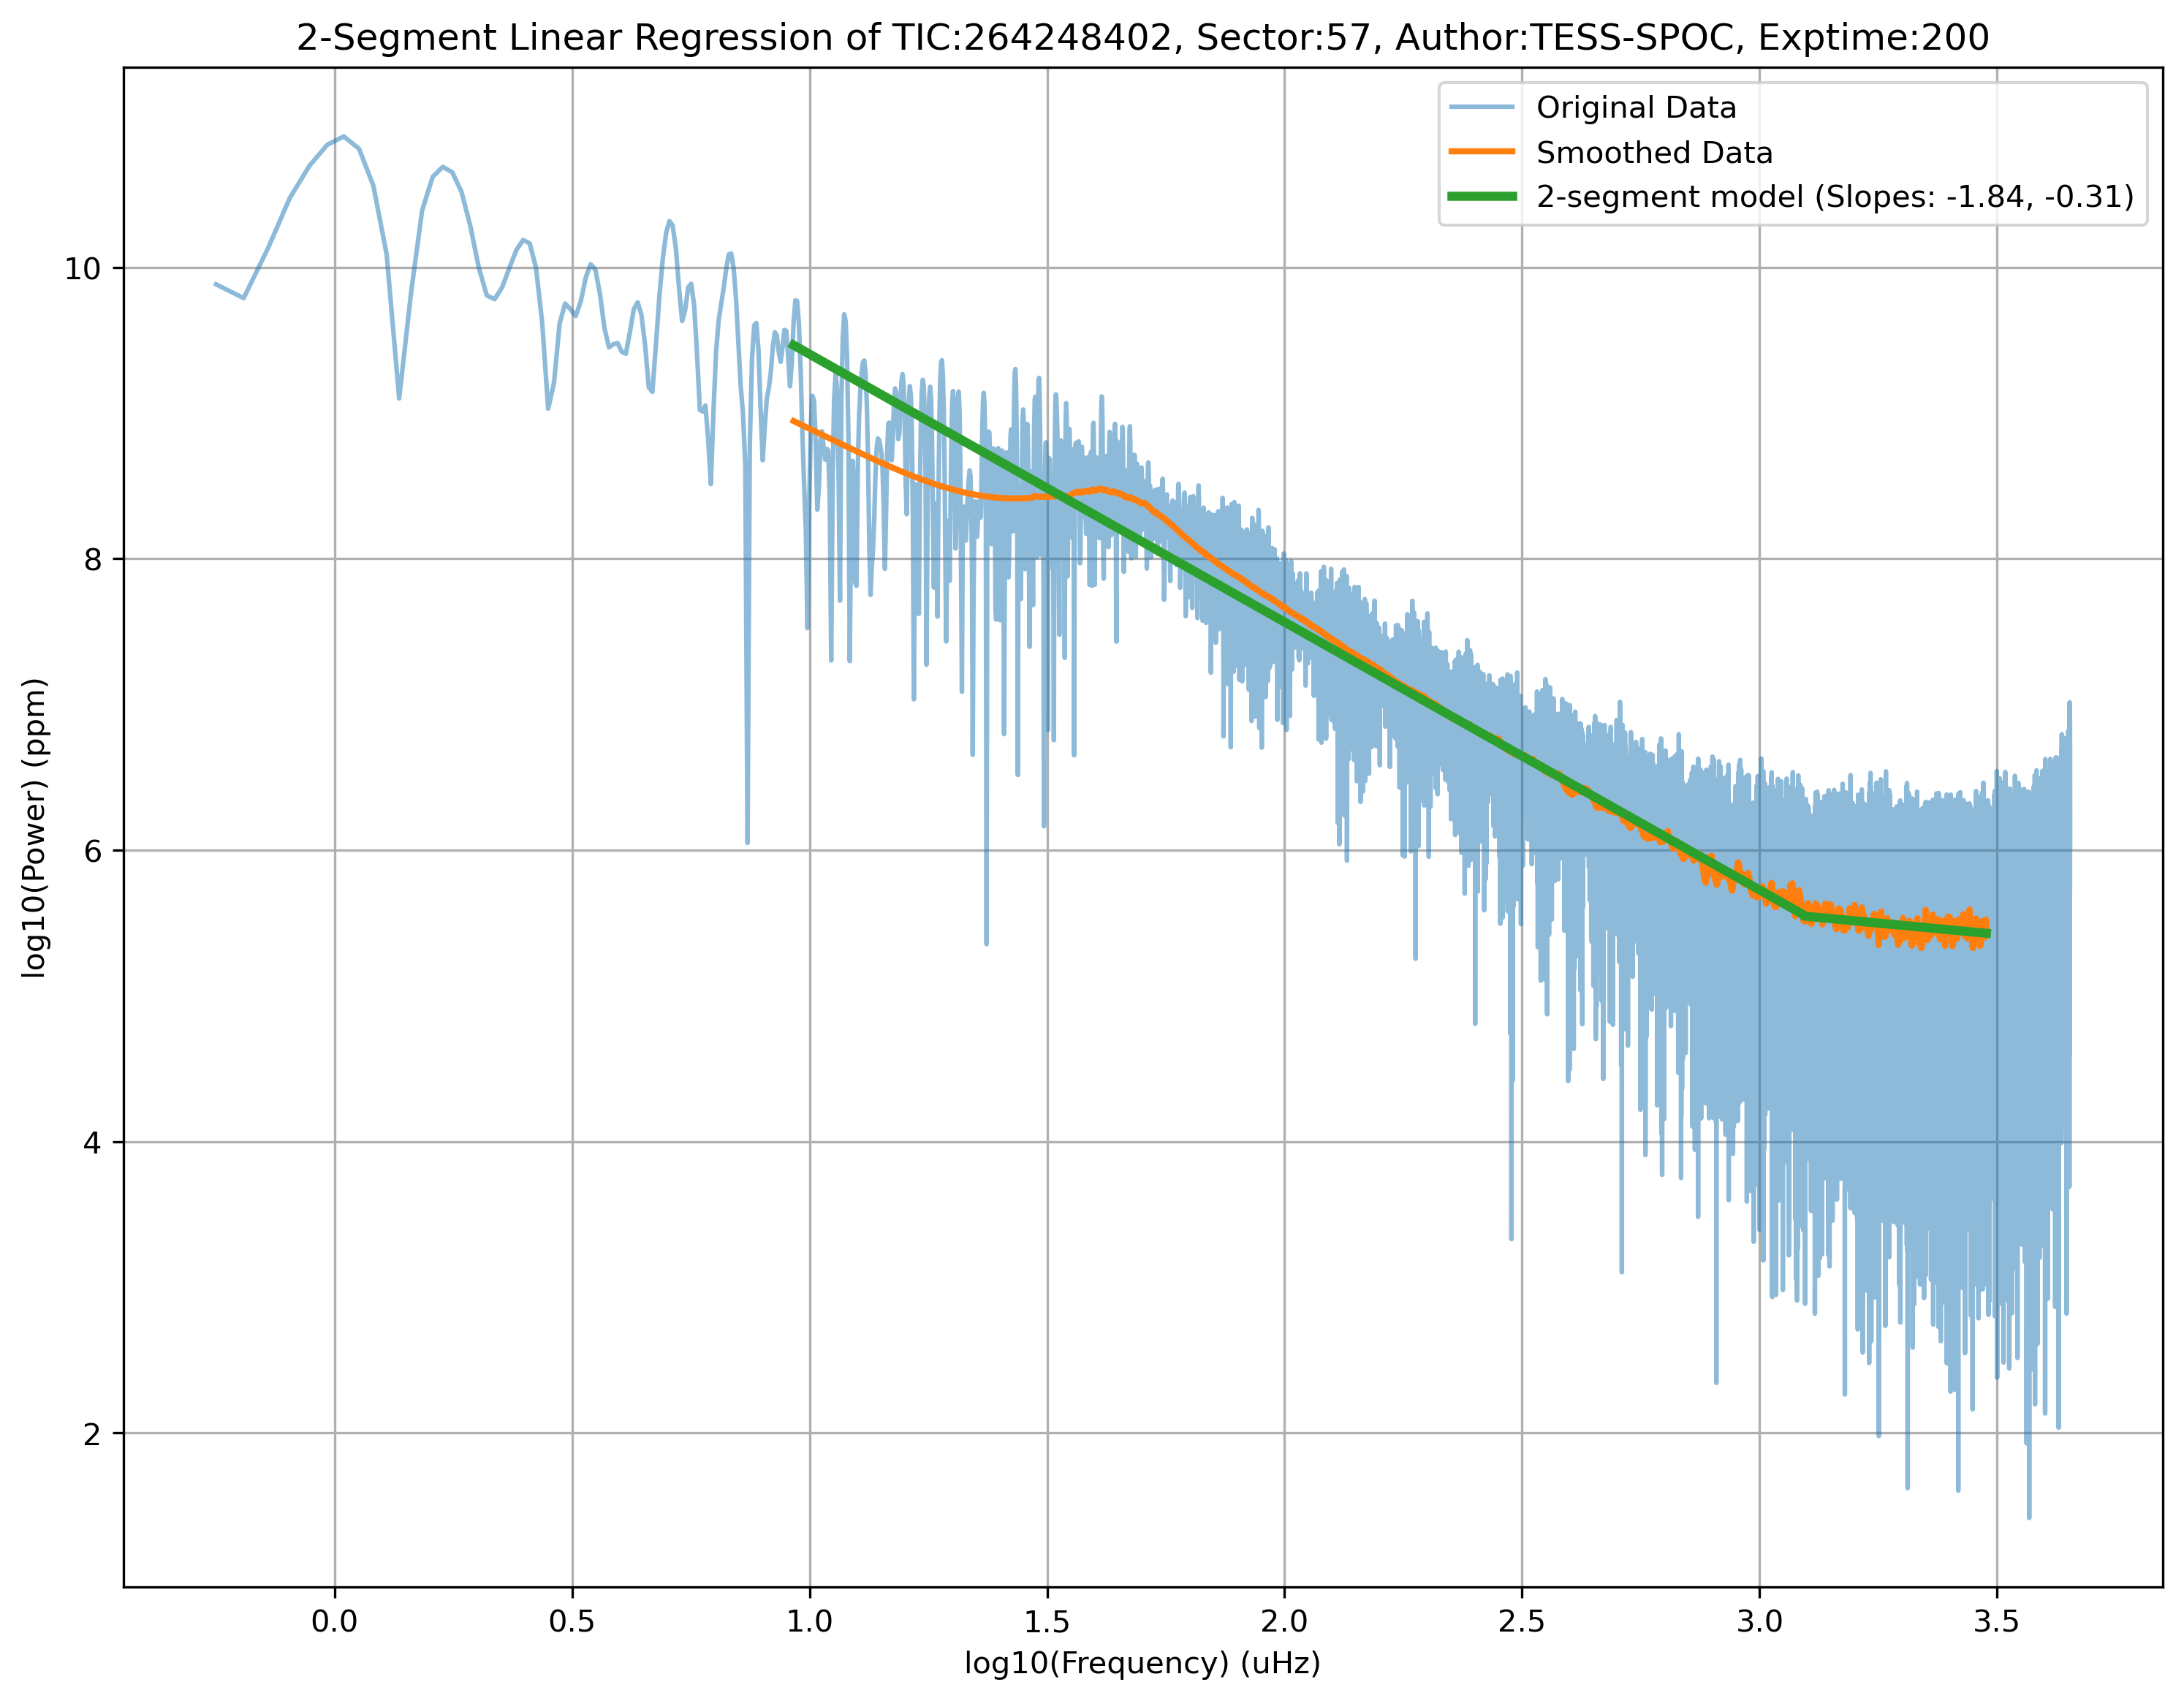 2-Segment Linear Regression of TIC:264248402, Sector:57, Author:TESS-SPOC, Exptime:200
Original Data
Smoothed Data
2-segment model (Slopes: -1.84, -0.31)
log10(Power) (ppm)
10
8
6
4
2
0.0 0.5 1.0 1.5 2.0 2.5 3.0 3.5
log10(Frequency) (uHz)